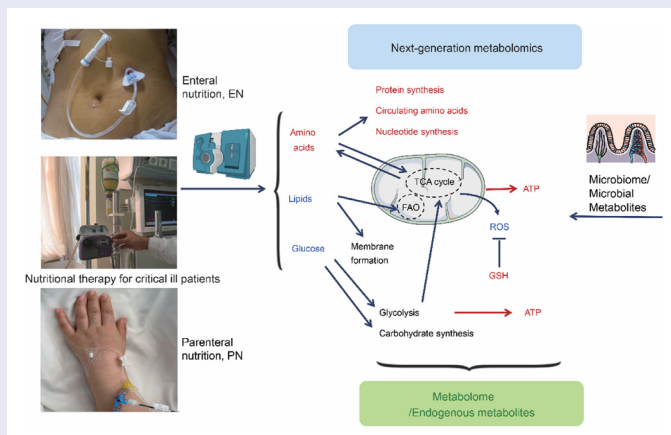 Next-generation metabolomics
Enteral
nutrition, EN
Nutritional therapy for critical ill patients
Parenteral
nutrition, PN
Amino
acids
Lipids
Glucose
Protein synthesis
Circulating amino acids
Nucleotide synthesis
TCA cycle
FAO
Membrane
formation
Glycolysis
Carbohydrate synthesis
ATP
ROS
GSH
ATP
Microbiome/
Microbial
Metabolites
Metabolome
/Endogenous metabolites